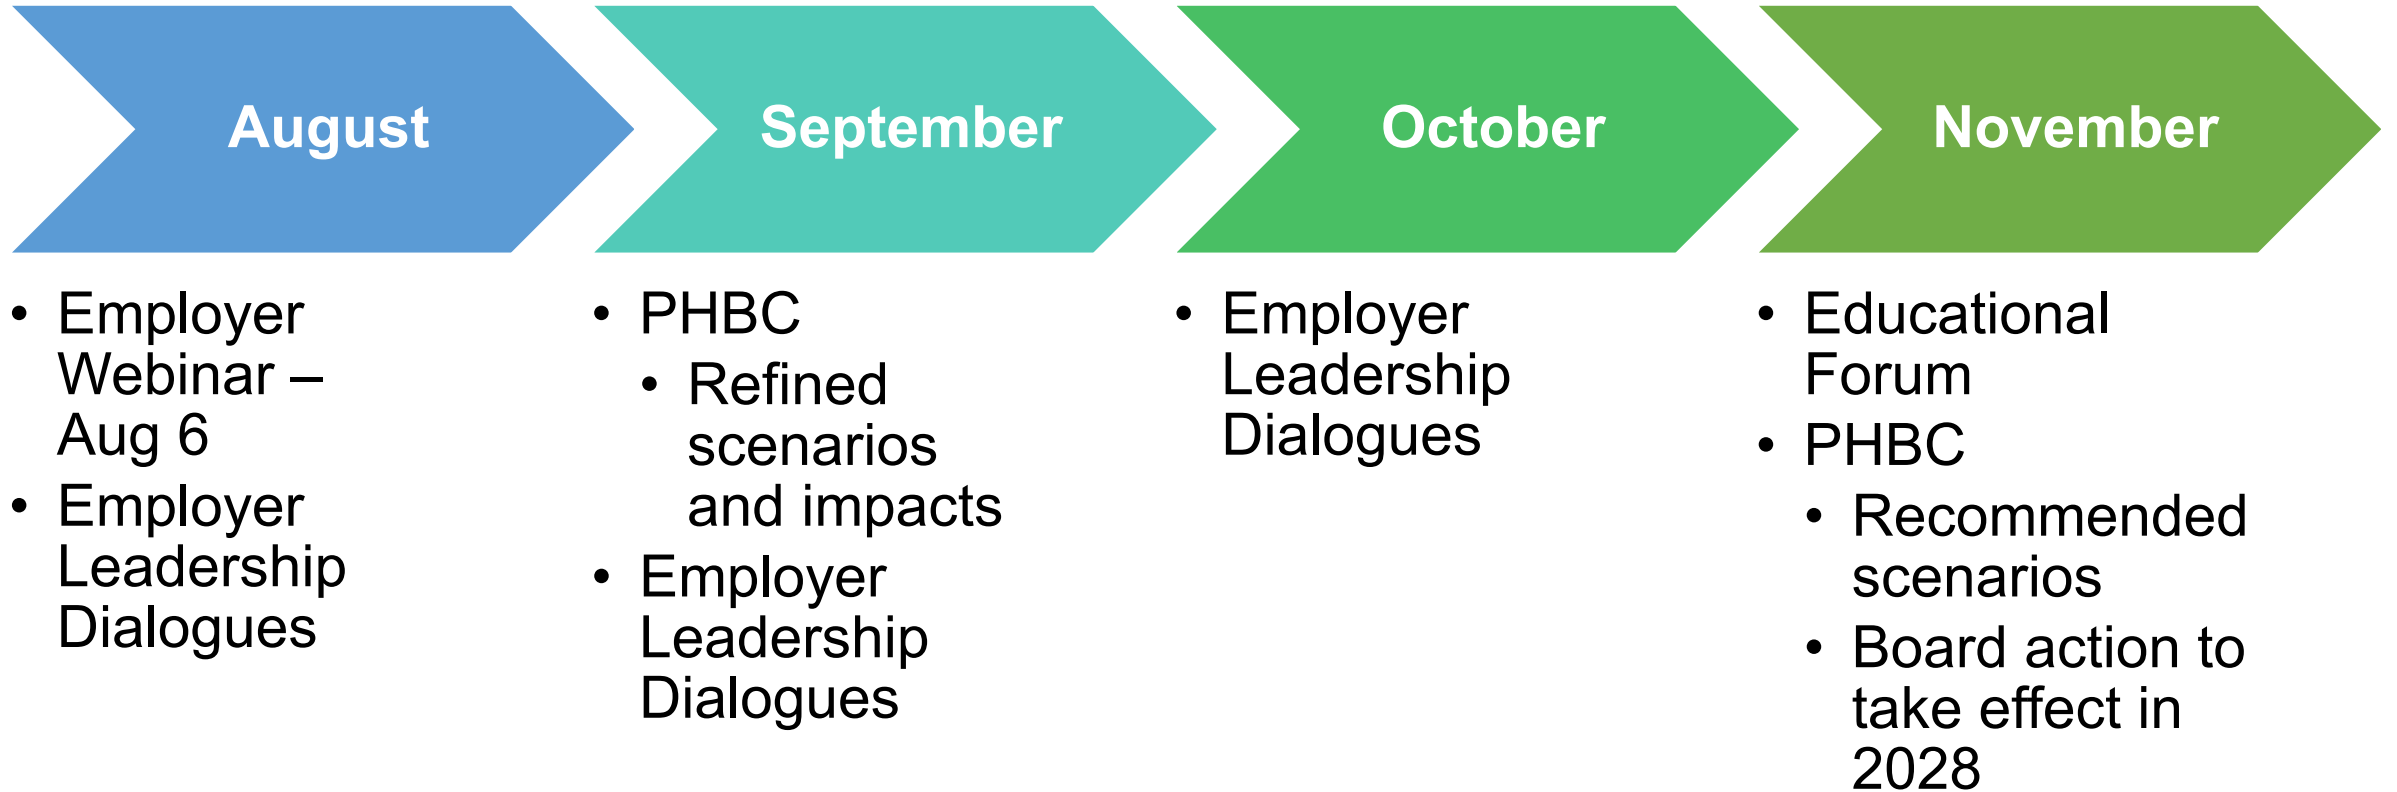 August
• Employer
Webinar –
Aug 6
• Employer
Leadership
Dialogues
September
• PHBC
• Refined
scenarios
and impacts
• Employer
Leadership
Dialogues
October
• Employer
Leadership
Dialogues
November
• Educational
Forum
• PHBC
• Recommended
scenarios
• Board action to
take effect in
2028